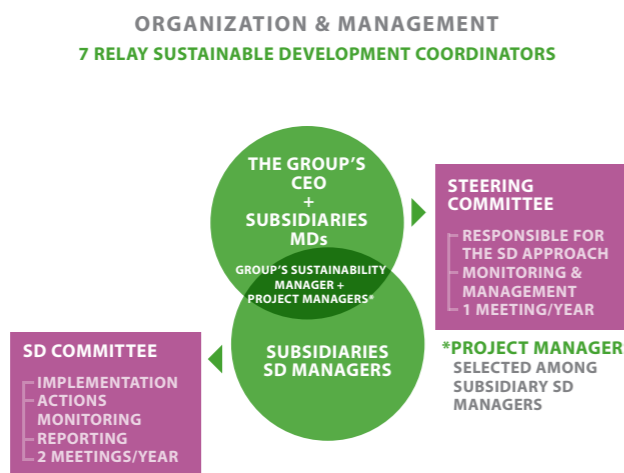 ORGANIZATION & MANAGEMENT
7 RELAY SUSTAINABLE DEVELOPMENT COORDINATORS
THE GROUP'S
CEO
+
SUBSIDIARIES
MDs
GROUP'S SUSTAINABILITY
MANAGER +
PROJECT MANAGERS*
SUBSIDIARIES
SD MANAGERS
STEERING
COMMITTEE
RESPONSIBLE FOR
THE SD APPROACH
MONITORING &
MANAGEMENT
1 MEETING/YEAR
*PROJECT MANAGER
SELECTED AMONG
SUBSIDIARY SD
MANAGERS
SD COMMITTEE
IMPLEMENTATION
ACTIONS
MONITORING
REPORTING
2 MEETINGS/YEAR